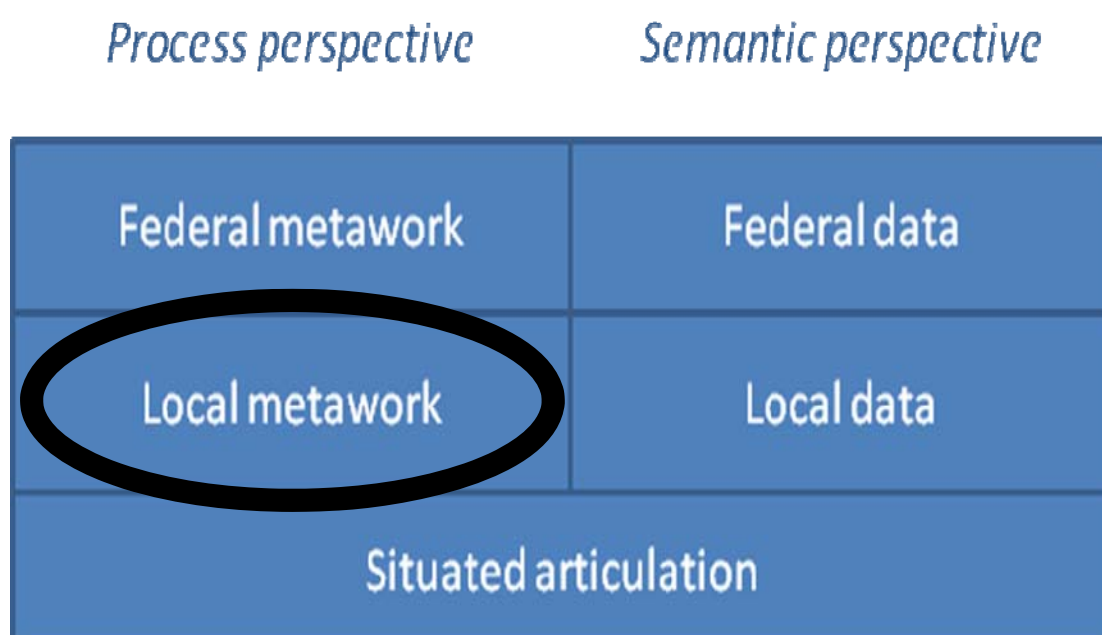 Process perspective Semantic perspective
Federal metawork Federal data
Local metawork Local data
Situated articulation